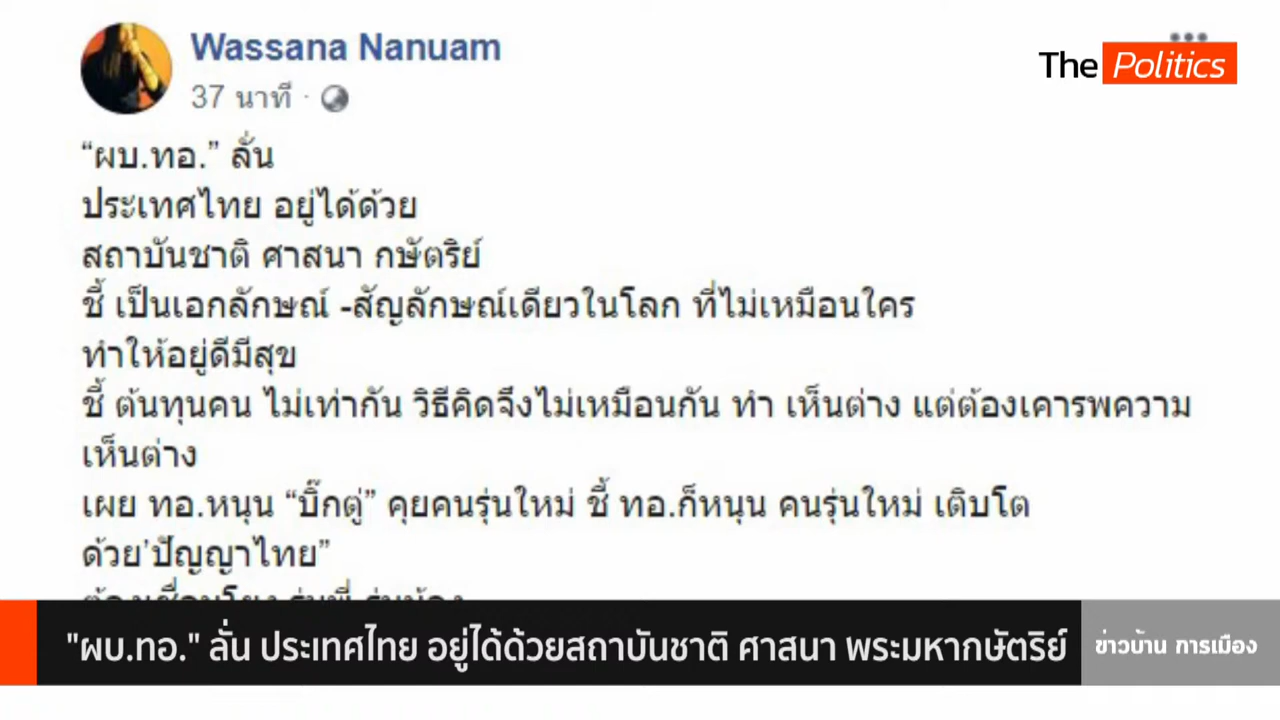 Wassana Nanuam
37 นาที ·
The Politics
“ผบ.ทอ.” ลั่น
ประเทศไทย อยู่ได้ด้วย
สถาบันชาติ ศาสนา กษัตริย์
ชี้ เป็นเอกลักษณ์ -สัญลักษณ์เดียวในโลก ที่ไม่เหมือนใคร
ทำให้อยู่ดีมีสุข
ชี้ ต้นทุนคน ไม่เท่ากัน วิธีคิดจึงไม่เหมือนกัน ทำ เห็นต่าง แต่ต้องเคารพความ
เห็นต่าง
เผย ทอ.หนุน “บิ๊กตู่” คุยคนรุ่นใหม่ ชี้ ทอ.ก็หนุน คนรุ่นใหม่ เติบโต
ด้วย'ปัญญาไทย”
"ผบ.ทอ." ลั่น ประเทศไทย อยู่ได้ด้วยสถาบันชาติ ศาสนา พระมหากษัตริย์
ข่าวบ้าน การเมือง